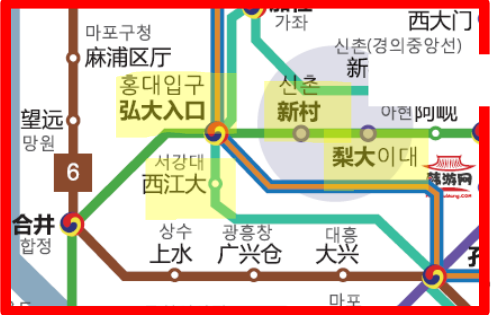 가좌
西大门
마포구청
麻浦区厅
신촌(경의중앙선)
홍대입구
弘大入口
신촌
新村
아현 阿岘
望远
망원
梨大이대
6
서강대
西江大
韩游网
合井
합정
상수
上水
광흥창
广兴仓
대흥
大兴
마포